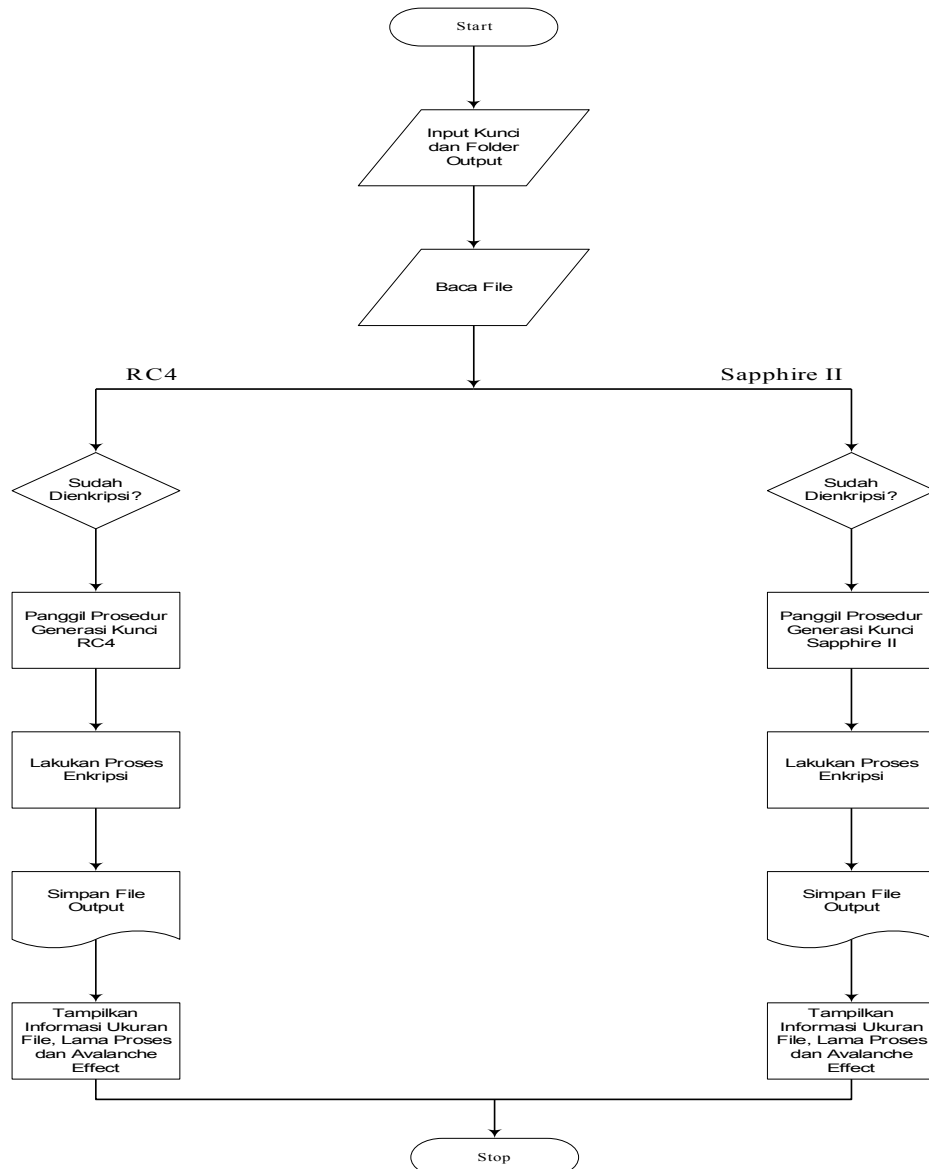 Start
Input Kunci
dan Folder
Output
Baca File
RC4
Sapphire II
Sudah
Dienkripsi?
Sudah
Dienkripsi?
Panggil Prosedur
Generasi Kunci
RC4
Panggil Prosedur
Generasi Kunci
Sapphire II
Lakukan Proses
Enkripsi
Lakukan Proses
Enkripsi
Simpan File
Output
Simpan File
Output
Tampilkan
Informasi Ukuran
File, Lama Proses
dan Avalanche
Effect
Tampilkan
Informasi Ukuran
File, Lama Proses
dan Avalanche
Effect
Stop